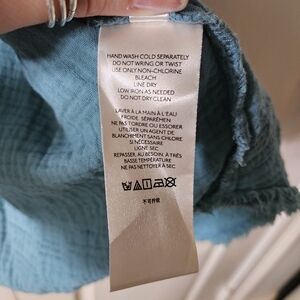 HAND WASH COLD SEPARATELY
DO NOT WRING OR TWIST
USE ONLY NON-CHLORINE
BLEACH
LINE DRY
LOW IRON AS NEEDED
DO NOT DRY CLEAN
LAVER À LA MAIN À L'EAU
FROIDE SÉPARÉMEN
NE PAS TORDRE OU ESSORER
UTILISER UN AGENT DE
BLANCHIMENT SANS CHLORE
SI NÉCESSAIRE
LIGNE SEC
REPASSER, AU BESOIN, À TRÈS
BASSE TEMPÉRATURE
NE PAS NETTOYER À SEC